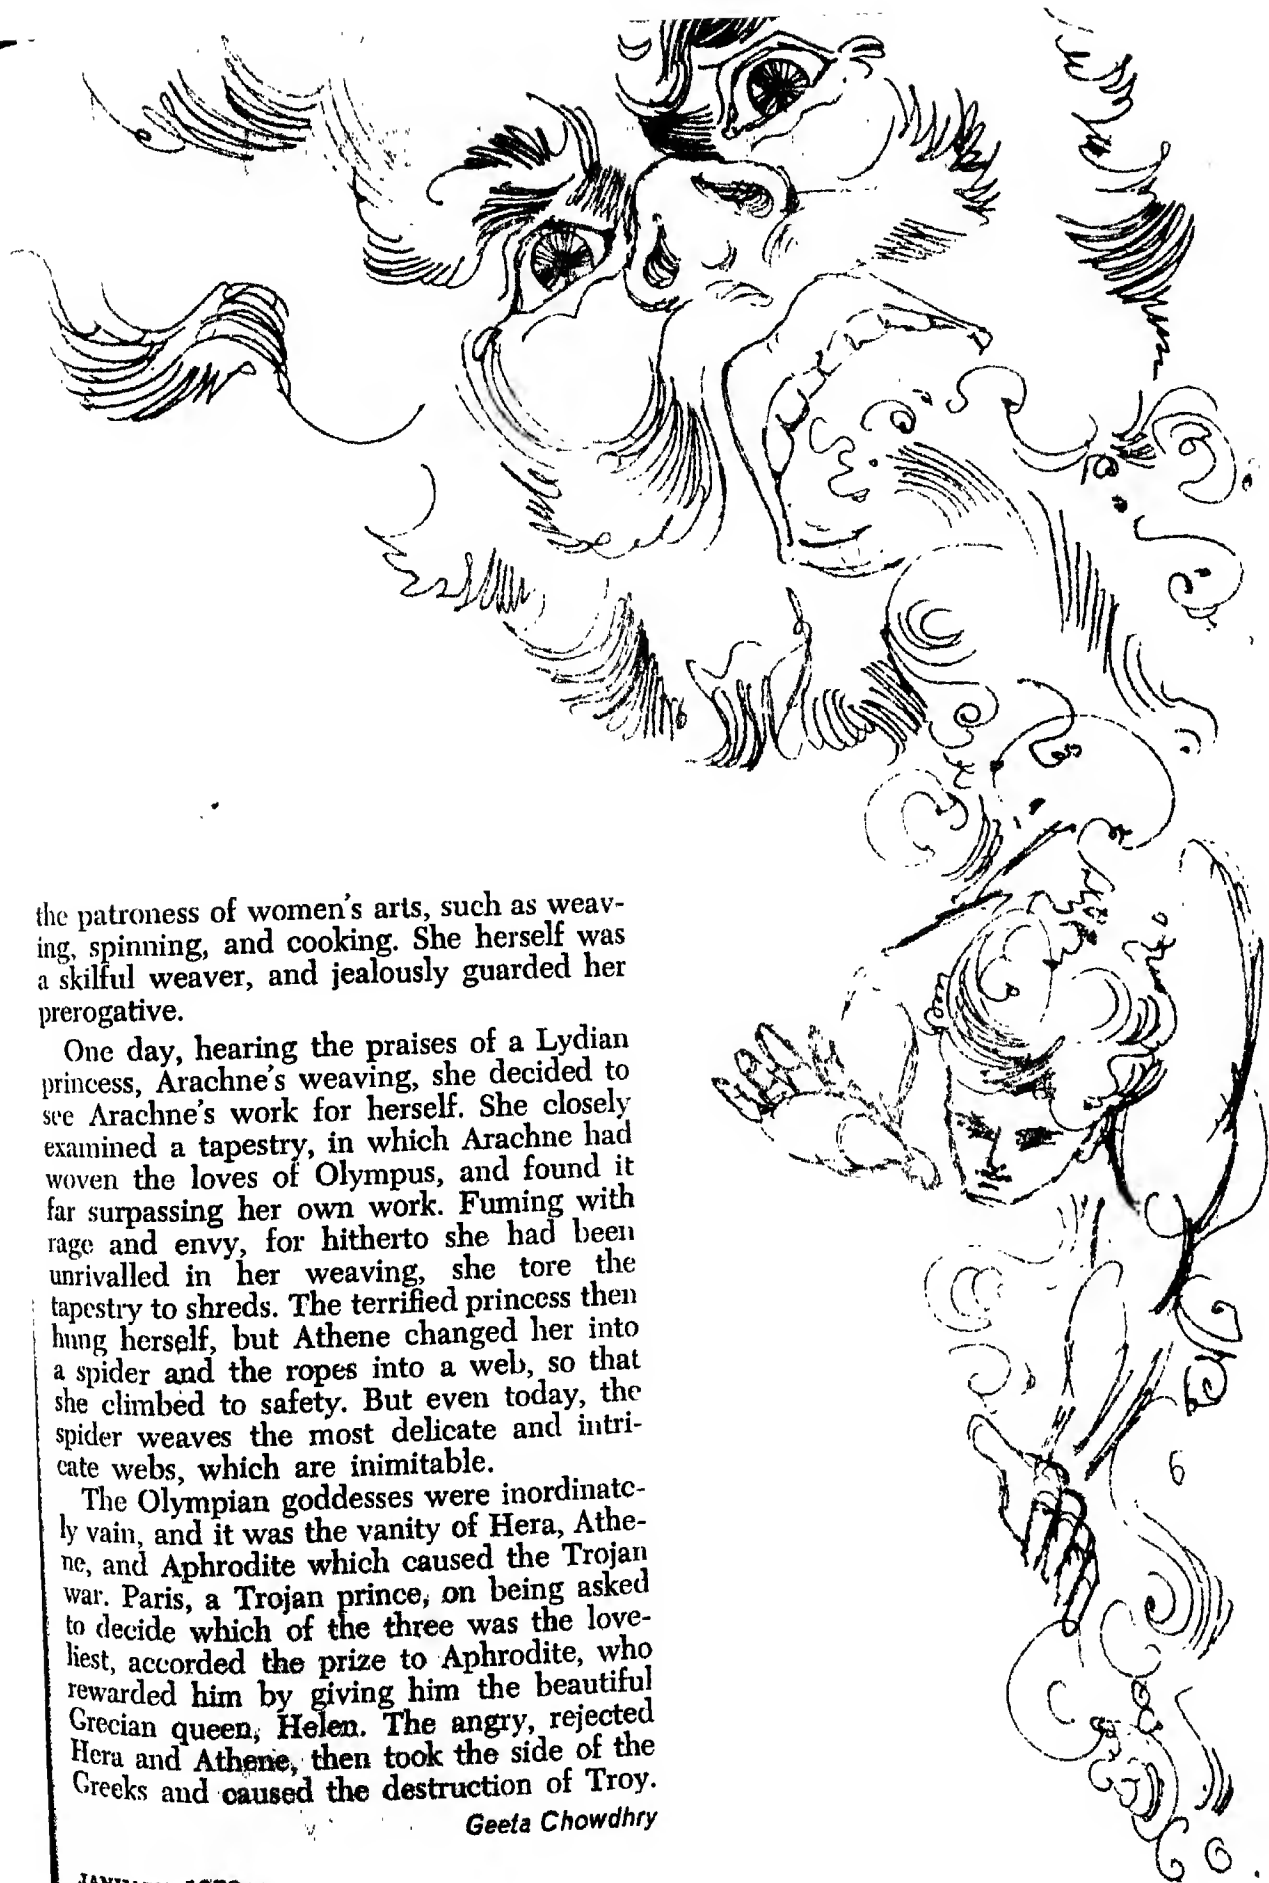 the patroness of women's arts, such as weav-
ing, spinning, and cooking. She herself was
a skilful weaver, and jealously guarded her
prerogative.
One day, hearing the praises of a Lydian
princess, Arachne's weaving, she decided to
see Arachne's work for herself. She closely
examined a tapestry, in which Arachne had
woven the loves of Olympus, and found it
far surpassing her own work. Fuming with
rage and envy, for hitherto she had been
unrivalled in her weaving, she tore the
tapestry to shreds. The terrified princess then
hung herself, but Athene changed her into
a spider and the ropes into a web, so that
she climbed to safety. But even today, the
spider weaves the most delicate and intri-
cate webs, which are inimitable.
The Olympian goddesses were inordinate-
ly vain, and it was the vanity of Hera, Athe-
ne, and Aphrodite which caused the Trojan
war. Paris, a Trojan prince, on being asked
to decide which of the three was the love-
liest, accorded the prize to Aphrodite, who
rewarded him by giving him the beautiful
Grecian queen, Helen. The angry, rejected
Hera and Athene, then took the side of the
Greeks and caused the destruction of Troy.
Geeta Chowdhry